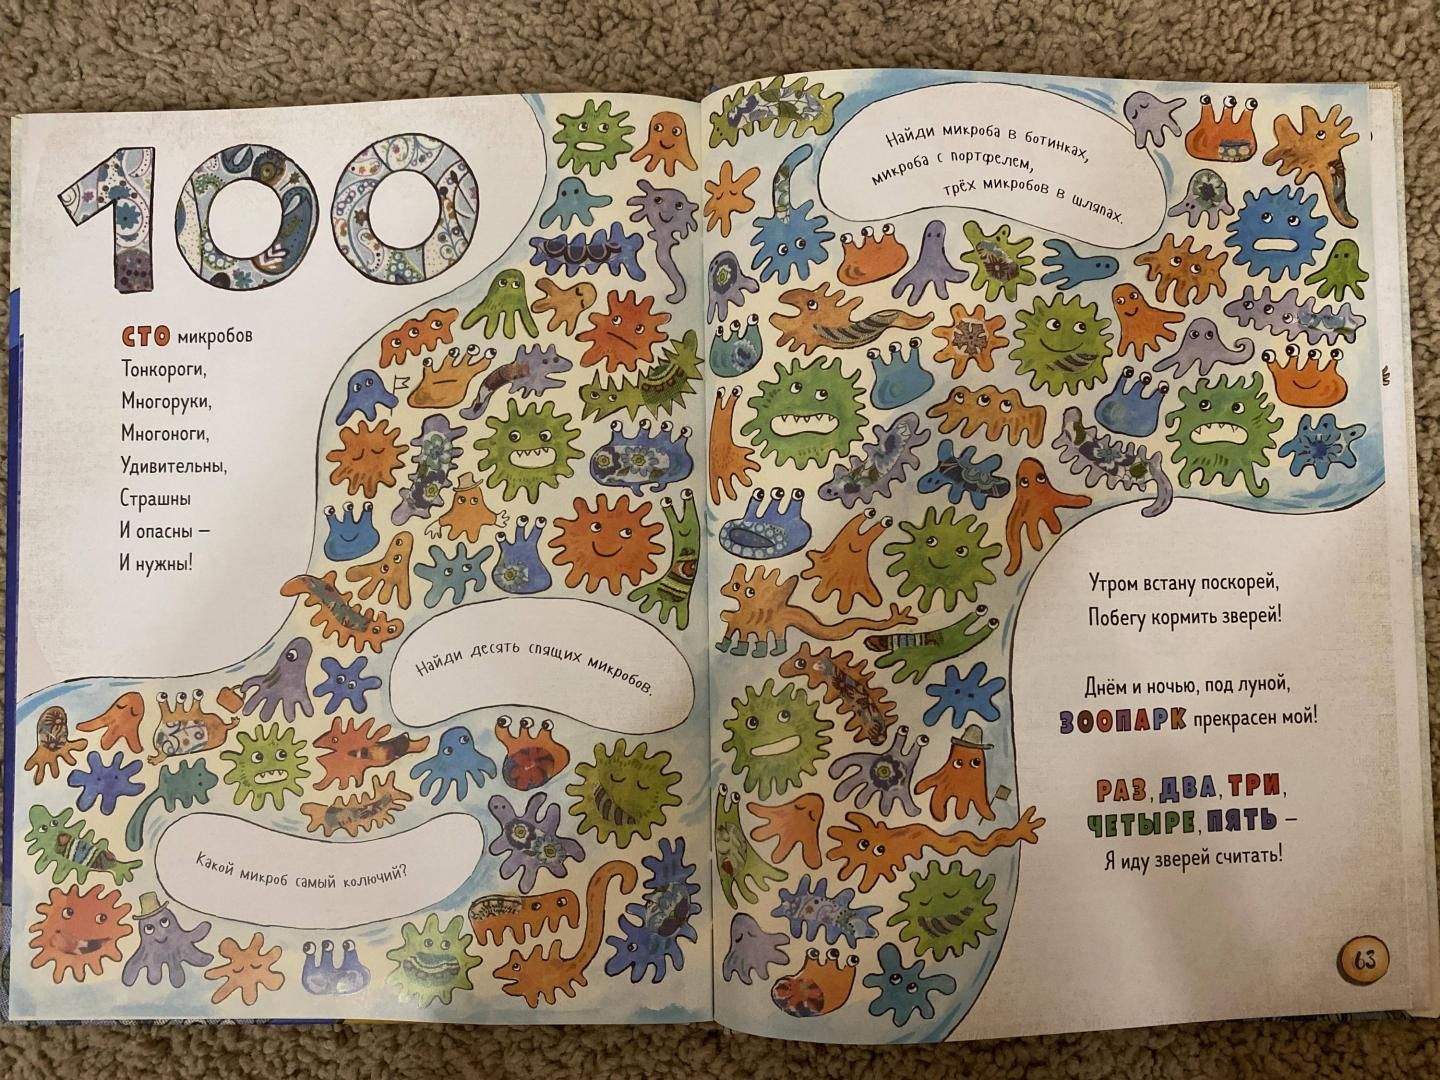 100
СТО микробов
Тонкороги,
Многоруки,
Многоноги,
Удивительны,
Страшны
И опасны –
И нужны!
Найди десять спящих микробов.
Какой микроб самый колючий?
Найди микроба в ботинках,
микроба с портфелем,
трёх микробов в шляпах.
Утром встану поскорей,
Побегу кормить зверей!
Днём и ночью, под луной,
ЗООПАРК прекрасен мой!
РАЗ, ДВА, ТРИ,
ЧЕТЫРЕ, ПЯТЬ –
Я иду зверей считать!
63